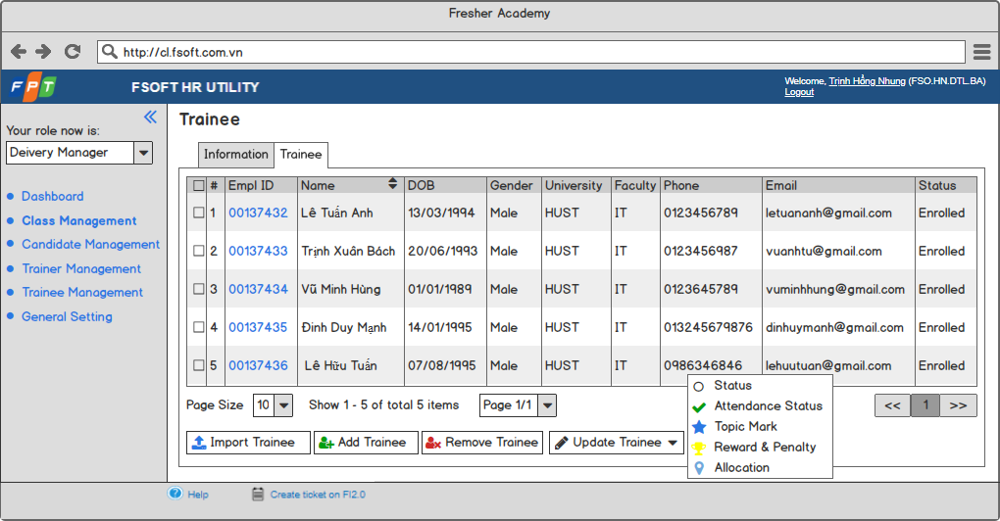 Fresher Academy
http://cl.fsoft.com.vn
FPT
FSOFT HR UTILITY
Welcome, Trịnh Hồng Nhung (FSO.HN.DTL.BA)
Logout
Your role now is:
Deivery Manager
Dashboard
Class Management
Candidate Management
Trainer Management
Trainee Management
General Setting
Trainee
Information Trainee
# Empl ID Name DOB Gender University Faculty Phone Email Status
1 00137432 Lê Tuấn Anh 13/03/1994 Male HUST IT 0123456789 letuananh@gmail.com Enrolled
2 00137433 Trịnh Xuân Bách 20/06/1993 Male HUST IT 0123456987 vuanhtu@gmail.com Enrolled
3 00137434 Vũ Minh Hùng 01/01/1989 Male HUST IT 0123645789 vuminhhung@gmail.com Enrolled
4 00137435 Đinh Duy Mạnh 14/01/1995 Male HUST IT 013245679876 dinhuymanh@gmail.com Enrolled
5 00137436 Lê Hữu Tuấn 07/08/1995 Male HUST IT 0986346846 lehuutuan@gmail.com Enrolled
Page Size 10 Show 1 - 5 of total 5 items Page 1/1 << 1 >>
Import Trainee Add Trainee Remove Trainee Update Trainee
Status
Attendance Status
Topic Mark
Reward & Penalty
Allocation
Help Create ticket on FI2.0